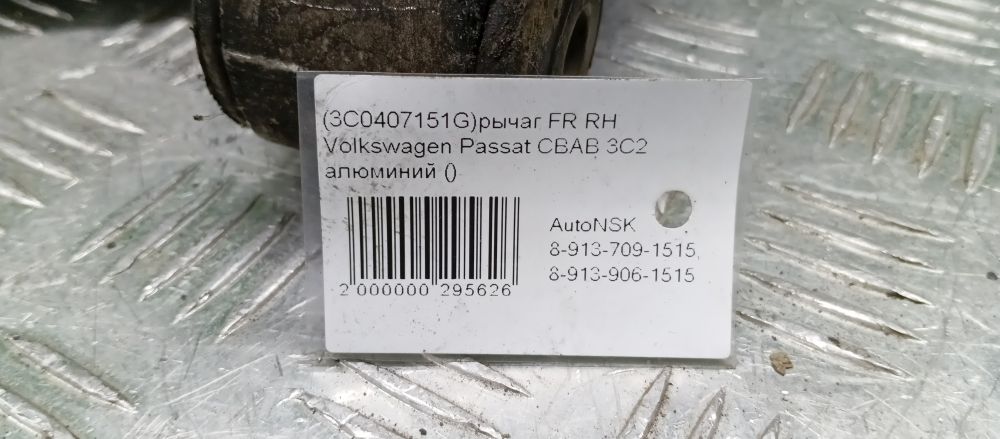 (3C0407151G)рычаг FR RH
Volkswagen Passat CBAB 3C2
алюминий ()
AutoNSK
8-913-709-1515,
8-913-906-1515
2 000000 295626